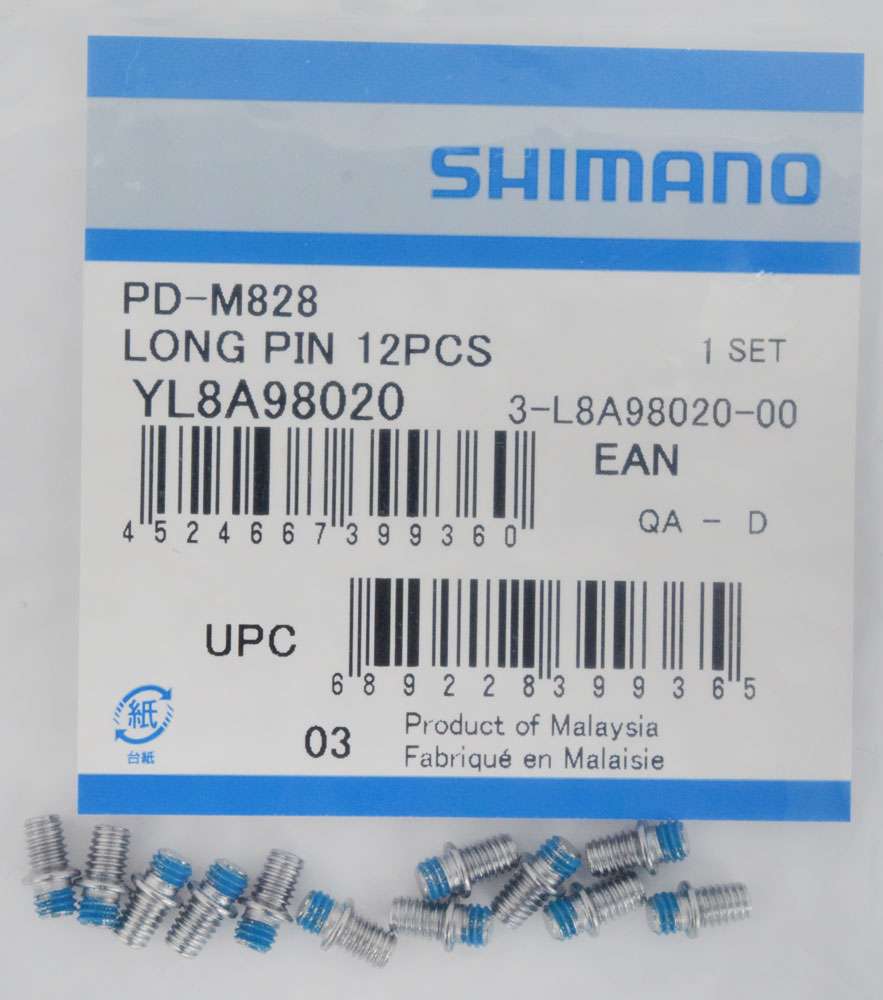 SHIMANO
PD-M828
LONG PIN 12PCS
1 SET
YL8A98020
3-L8A98020-00
EAN
4524667399360
QA - D
UPC
689228399365
紙
台紙
03
Product of Malaysia
Fabriqué en Malaisie